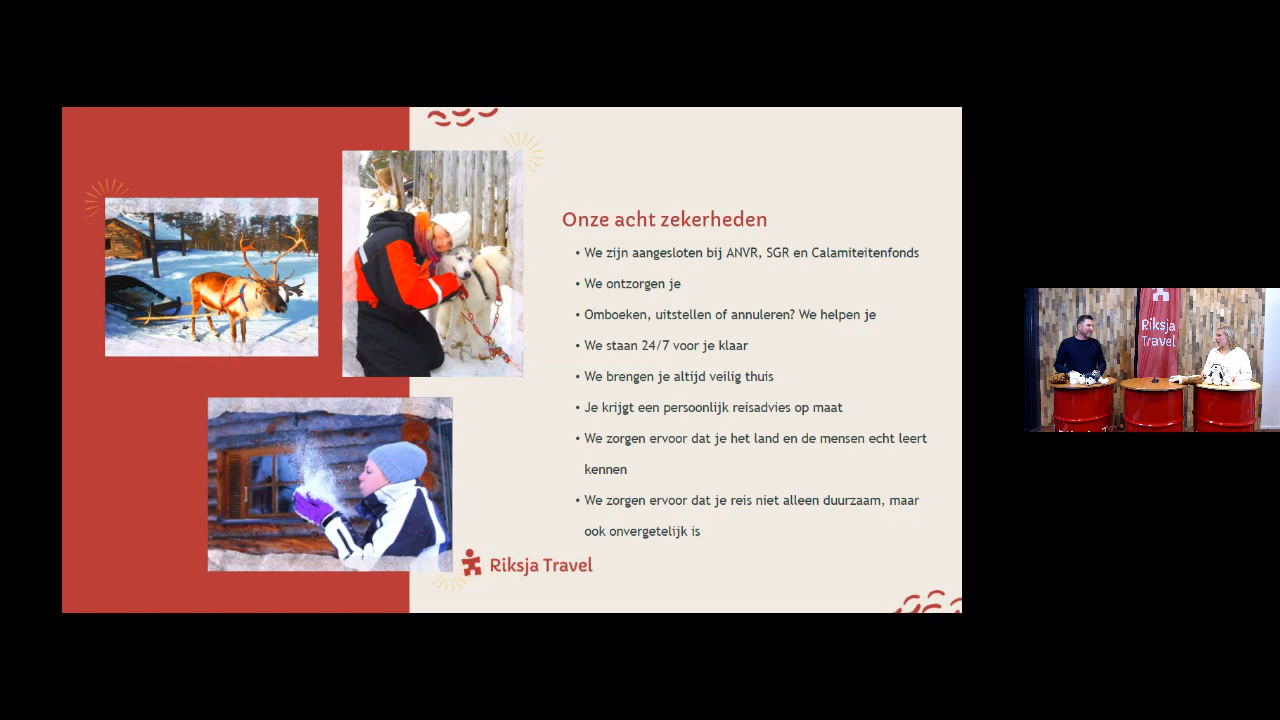 Onze acht zekerheden
• We zijn aangesloten bij ANVR, SGR en Calamiteitenfonds
• We ontzorgen je
• Omboeken, uitstellen of annuleren? We helpen je
• We staan 24/7 voor je klaar
• We brengen je altijd veilig thuis
• Je krijgt een persoonlijk reisadvies op maat
• We zorgen ervoor dat je het land en de mensen echt leert
kennen
• We zorgen ervoor dat je reis niet alleen duurzaam, maar
ook onvergetelijk is
Riksja Travel
Riksja
Travel